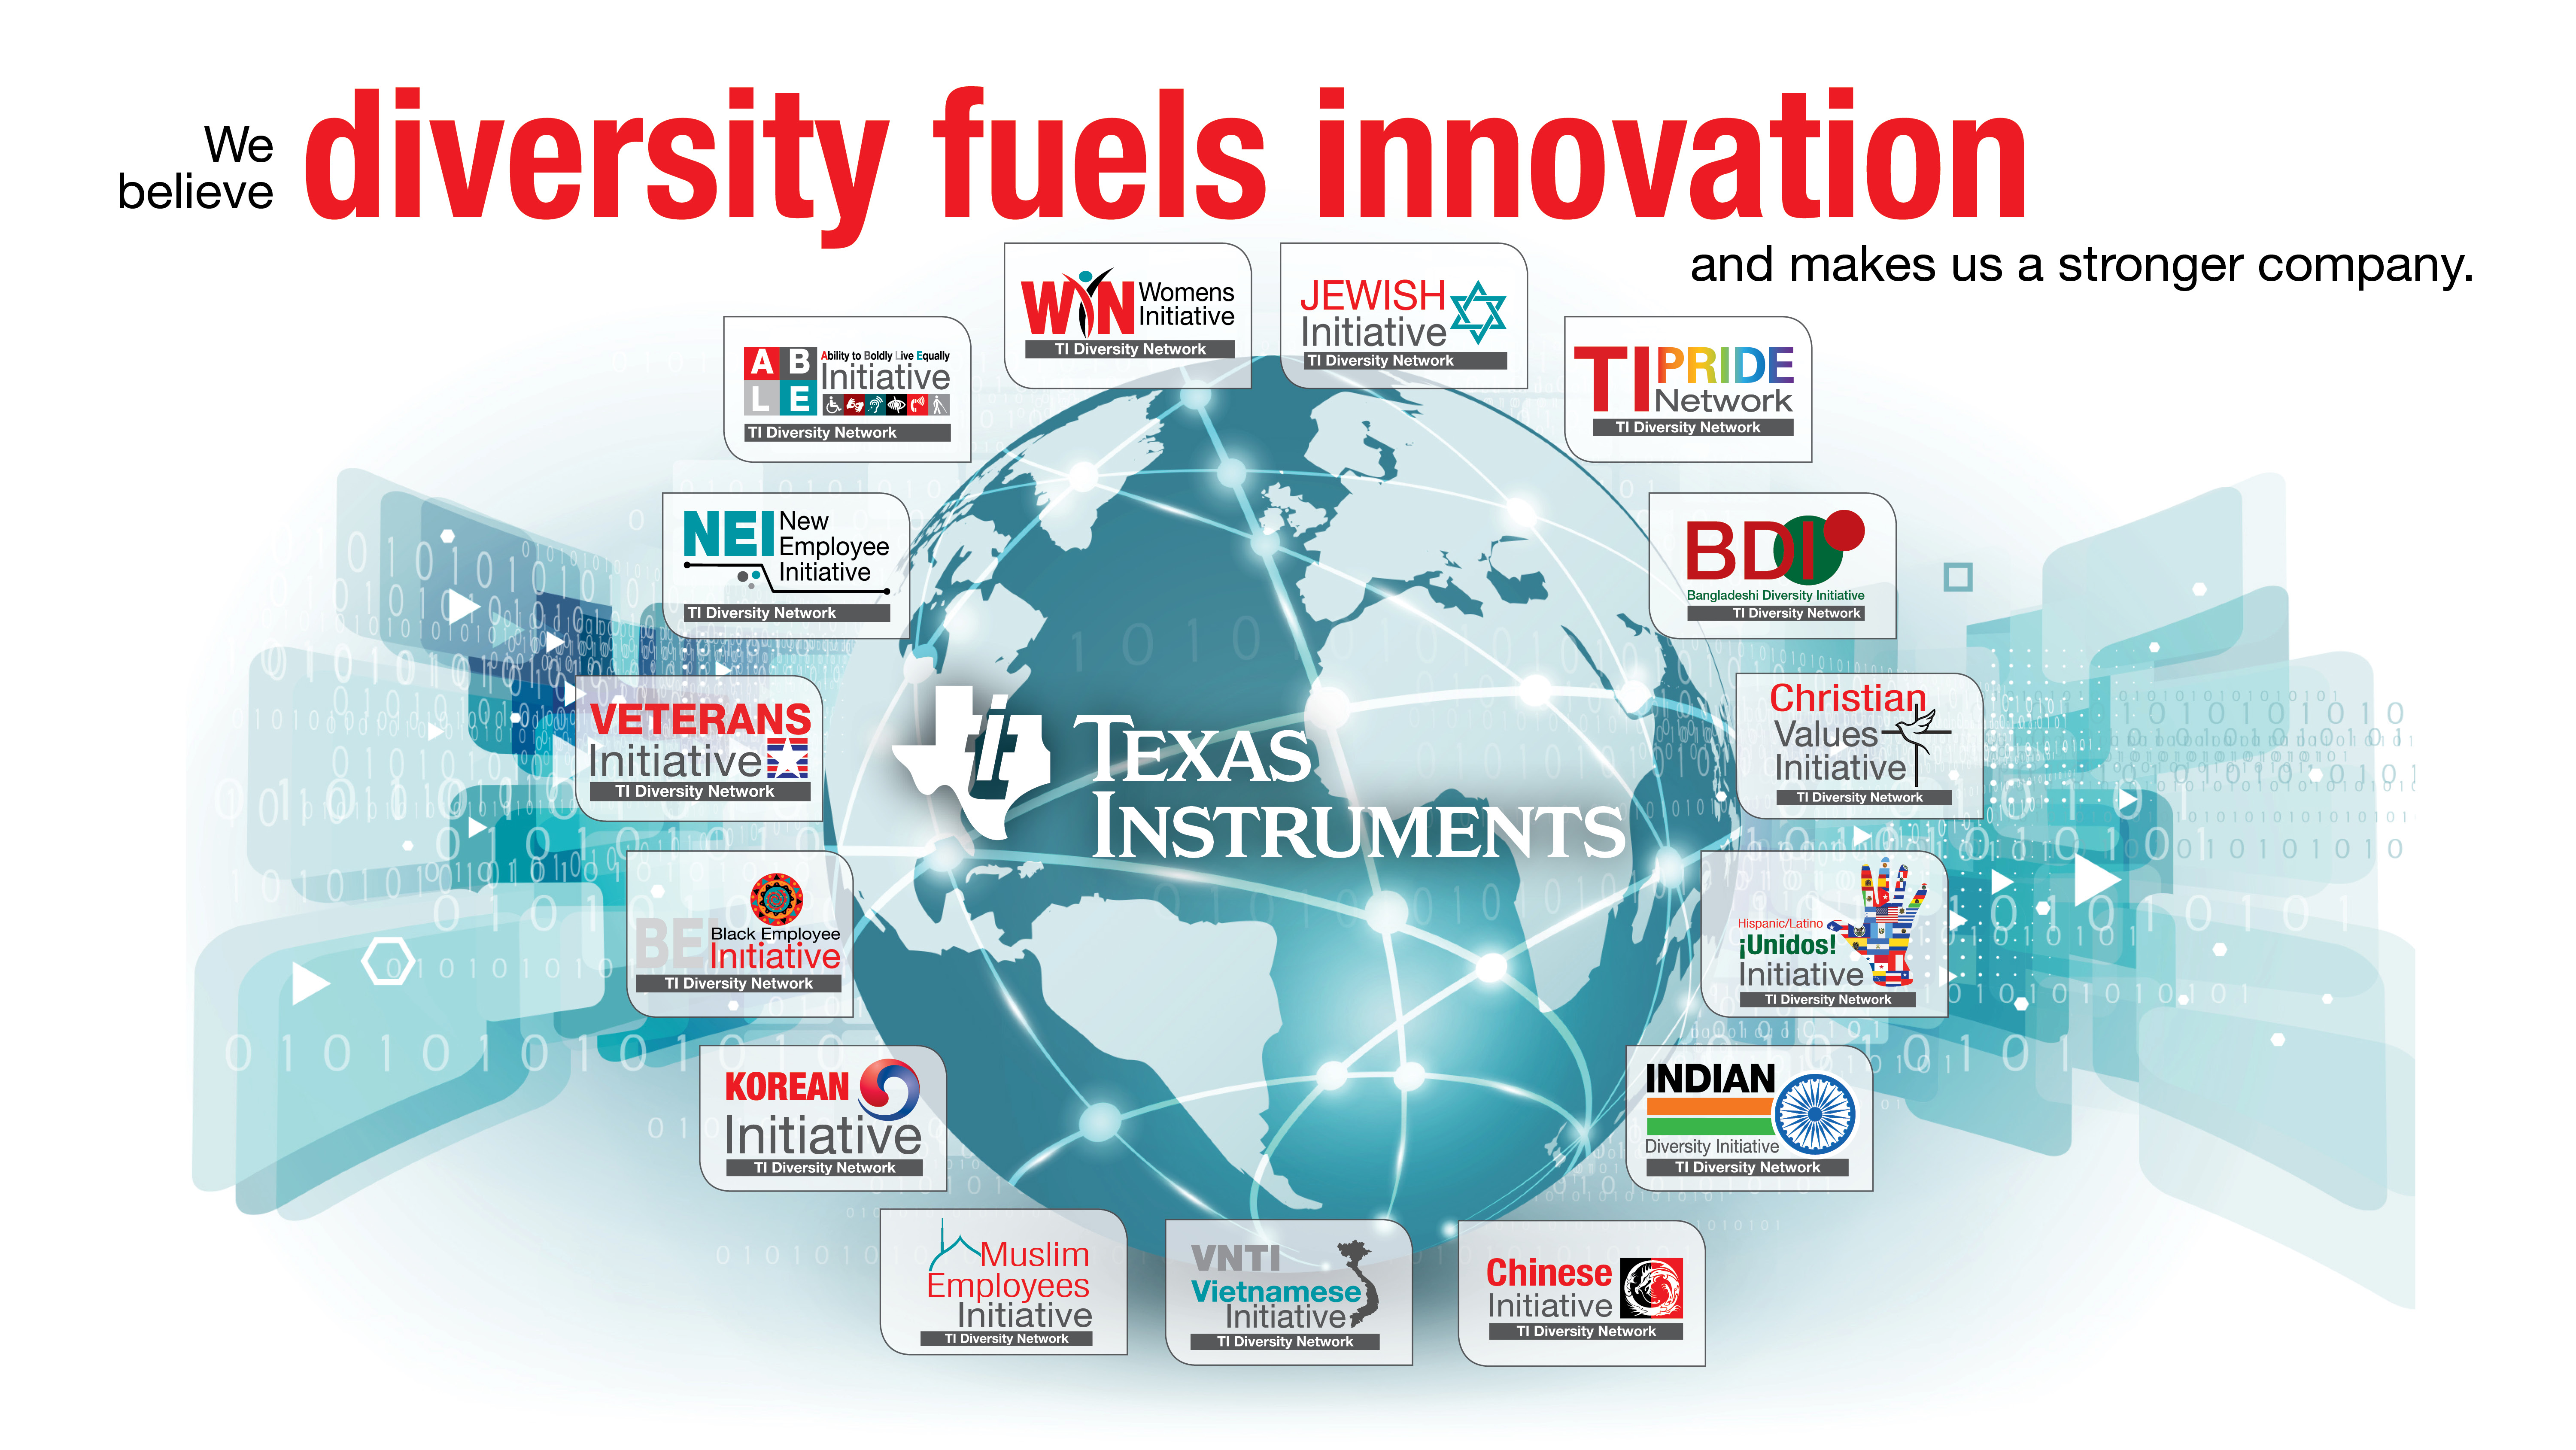 We
believe
diversity fuels innovation
and makes us a stronger company.
WIN Womens
Initiative
TI Diversity Network
JEWISH
Initiative
TI Diversity Network
A B
L E
Ability to Boldly Live Equally
Initiative
TI Diversity Network
TI PRIDE
Network
TI Diversity Network
NEI New
Employee
Initiative
TI Diversity Network
BDI
Bangladeshi Diversity Initiative
TI Diversity Network
VETERANS
Initiative
TI Diversity Network
ti
TEXAS
INSTRUMENTS
Christian
Values
Initiative
TI Diversity Network
BEI
Black Employee
Initiative
TI Diversity Network
Hispanic/Latino
¡Unidos!
Initiative
TI Diversity Network
KOREAN
Initiative
TI Diversity Network
INDIAN
Diversity Initiative
TI Diversity Network
Muslim
Employees
Initiative
TI Diversity Network
VNTI
Vietnamese
Initiative
TI Diversity Network
Chinese
Initiative
TI Diversity Network